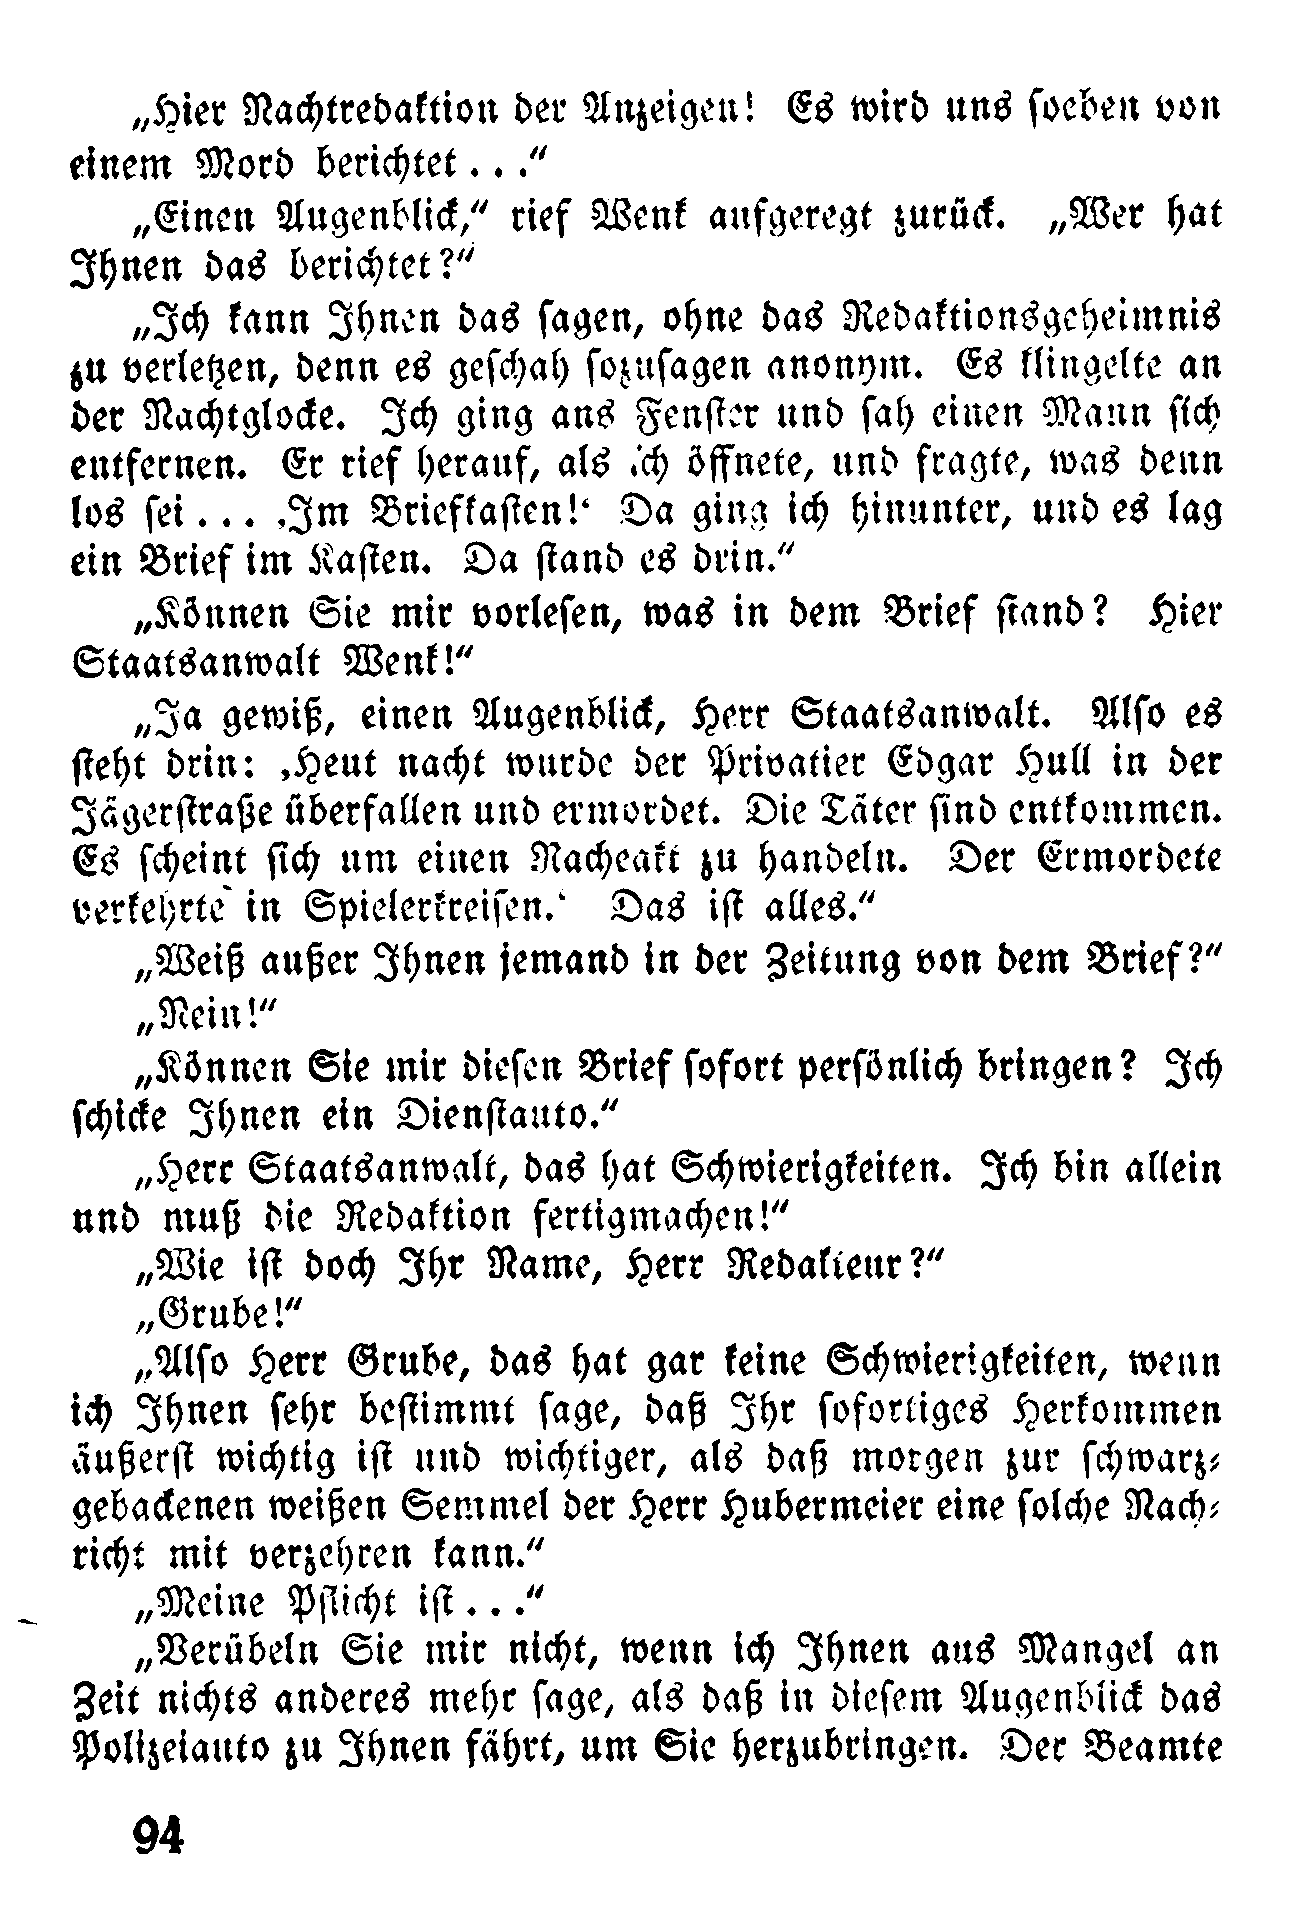 „Hier Nachtredaktion der Anzeigen! Es wird uns soeben von
einem Mord berichtet . . .“
„Einen Augenblick,“ rief Wenk aufgeregt zurück. „Wer hat
Ihnen das berichtet?“
„Ich kann Ihnen das sagen, ohne das Redaktionsgeheimnis
zu verletzen, denn es geschah sozusagen anonym. Es klingelte an
der Nachtglocke. Ich ging ans Fenster und sah einen Mann sich
entfernen. Er rief herauf, als ich öffnete, und fragte, was denn
los sei . . . ‚Im Briefkasten!‘ Da ging ich hinunter, und es lag
ein Brief im Kasten. Da stand es drin.“
„Können Sie mir vorlesen, was in dem Brief stand? Hier
Staatsanwalt Wenk!“
„Ja gewiß, einen Augenblick, Herr Staatsanwalt. Also es
steht drin: ‚Heut nacht wurde der Privatier Edgar Hull in der
Jägerstraße überfallen und ermordet. Die Täter sind entkommen.
Es scheint sich um einen Racheakt zu handeln. Der Ermordete
verkehrte in Spielerkreisen.‘ Das ist alles.“
„Weiß außer Ihnen jemand in der Zeitung von dem Brief?“
„Nein!“
„Können Sie mir diesen Brief sofort persönlich bringen? Ich
schicke Ihnen ein Dienstauto.“
„Herr Staatsanwalt, das hat Schwierigkeiten. Ich bin allein
und muß die Redaktion fertigmachen!“
„Wie ist doch Ihr Name, Herr Redakteur?“
„Grube!“
„Also Herr Grube, das hat gar keine Schwierigkeiten, wenn
ich Ihnen sehr bestimmt sage, daß Ihr sofortiges Herkommen
äußerst wichtig ist und wichtiger, als daß morgen zur schwarz-
gebackenen weißen Semmel der Herr Hubermeier eine solche Nach-
richt mit verzehren kann.“
„Meine Pflicht ist . . .“
„Verübeln Sie mir nicht, wenn ich Ihnen aus Mangel an
Zeit nichts anderes mehr sage, als daß in diesem Augenblick das
Polizeiauto zu Ihnen fährt, um Sie herzubringen. Der Beamte
94